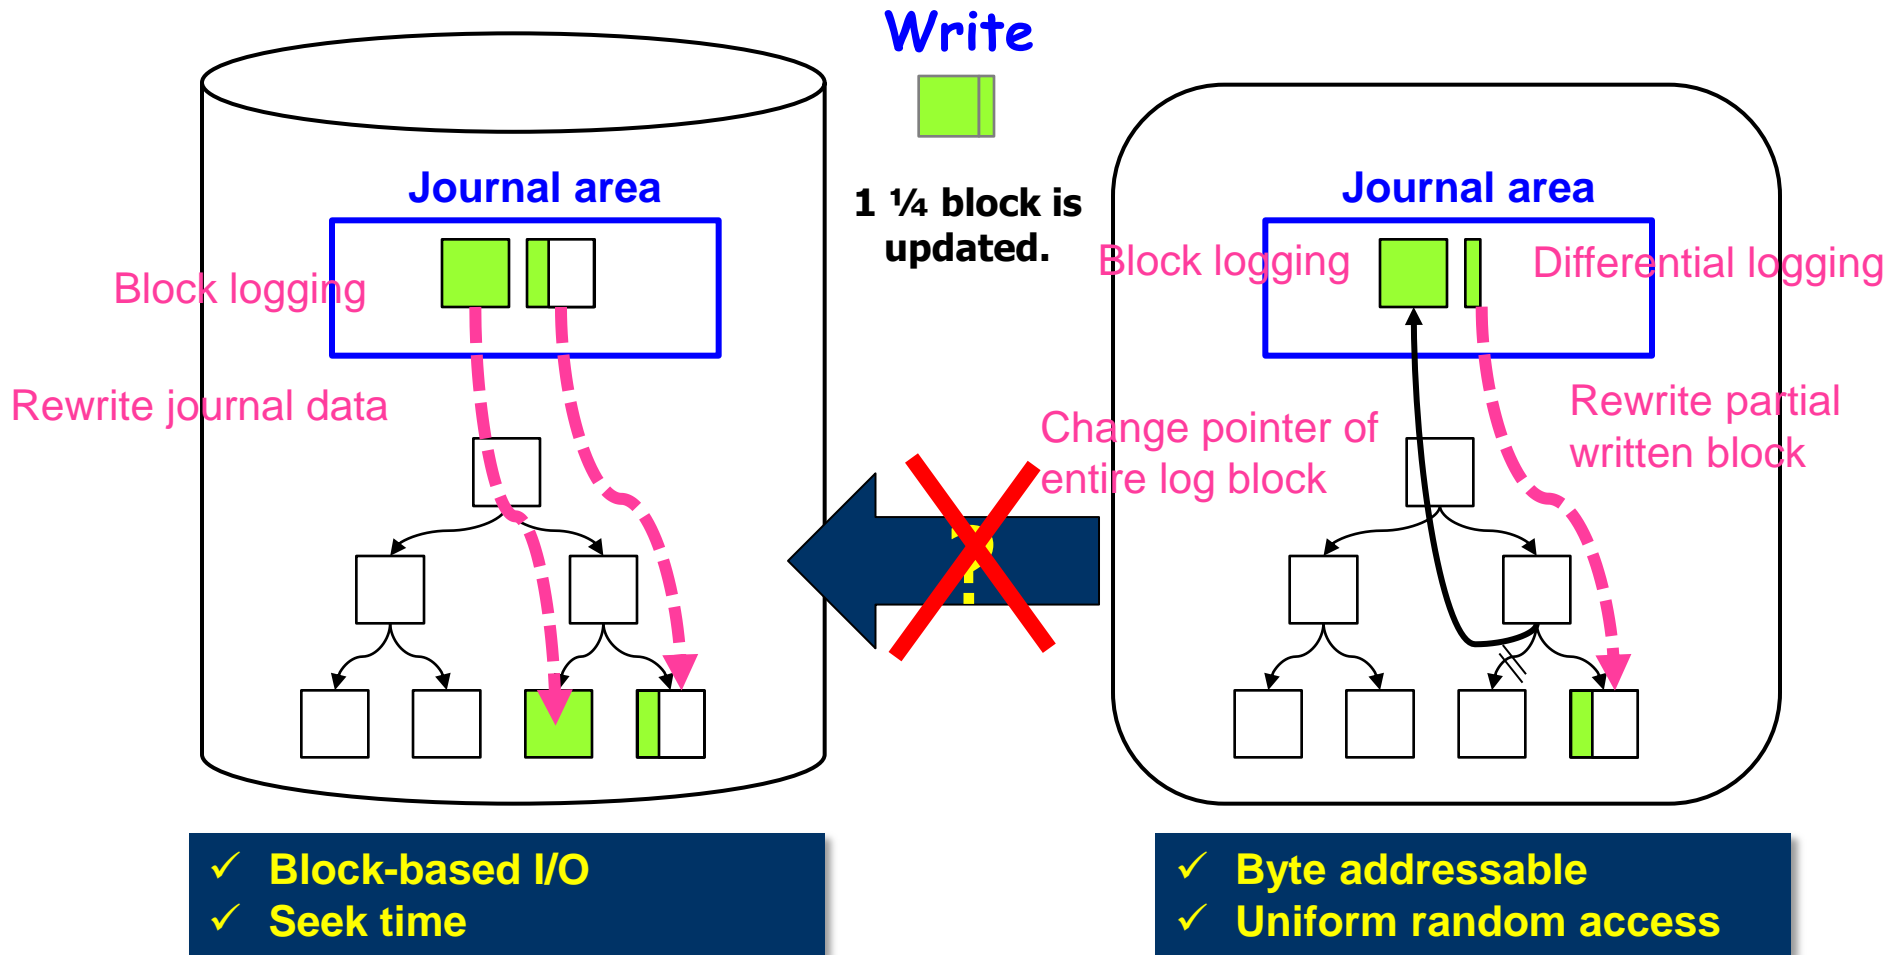 Write
1 ¼ block is
updated.
Journal area
Block logging
Rewrite journal data
Journal area
Block logging
Differential logging
Change pointer of
entire log block
Rewrite partial
written block
?
✓ Block-based I/O
✓ Seek time
✓ Byte addressable
✓ Uniform random access